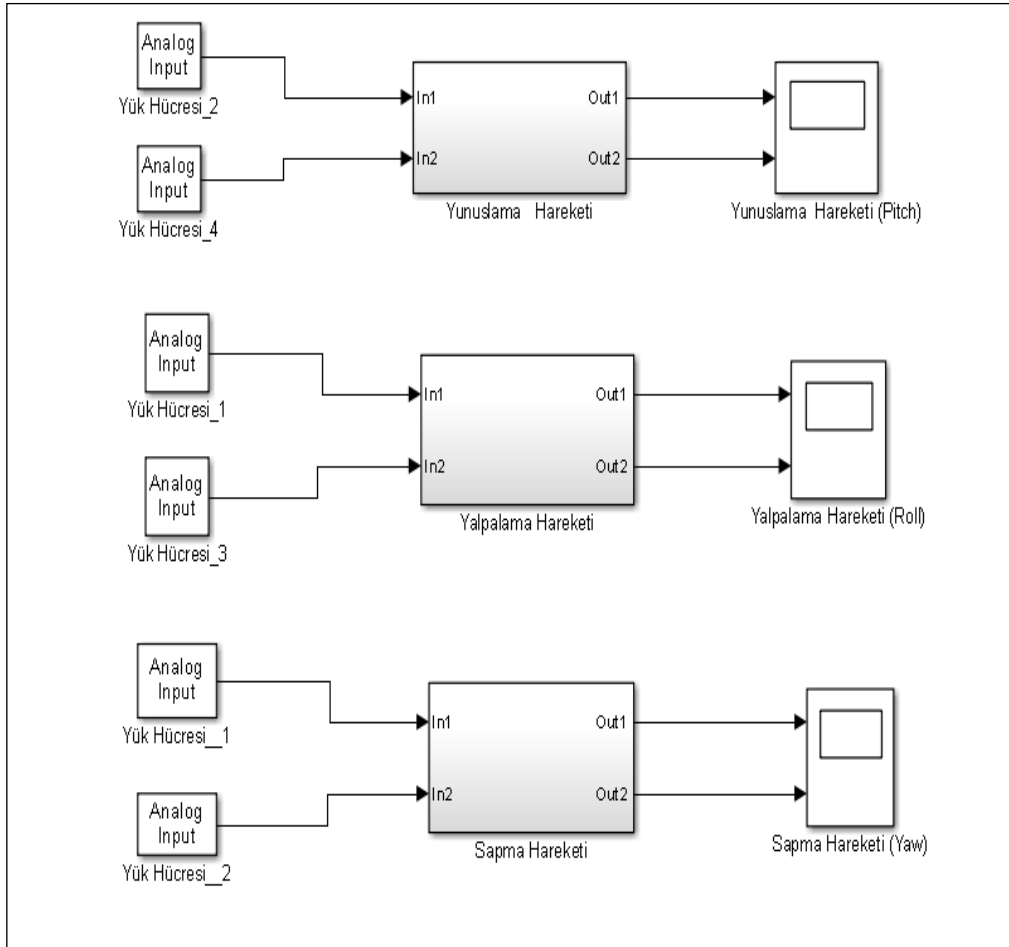 Analog
Input
Yük Hücresi_2
Analog
Input
Yük Hücresi_4
In1
In2
Out1
Out2
Yunuslama Hareketi
Yunuslama Hareketi (Pitch)
Analog
Input
Yük Hücresi_1
Analog
Input
Yük Hücresi_3
In1
In2
Out1
Out2
Yalpalama Hareketi
Yalpalama Hareketi (Roll)
Analog
Input
Yük Hücresi__1
Analog
Input
Yük Hücresi__2
In1
In2
Out1
Out2
Sapma Hareketi
Sapma Hareketi (Yaw)